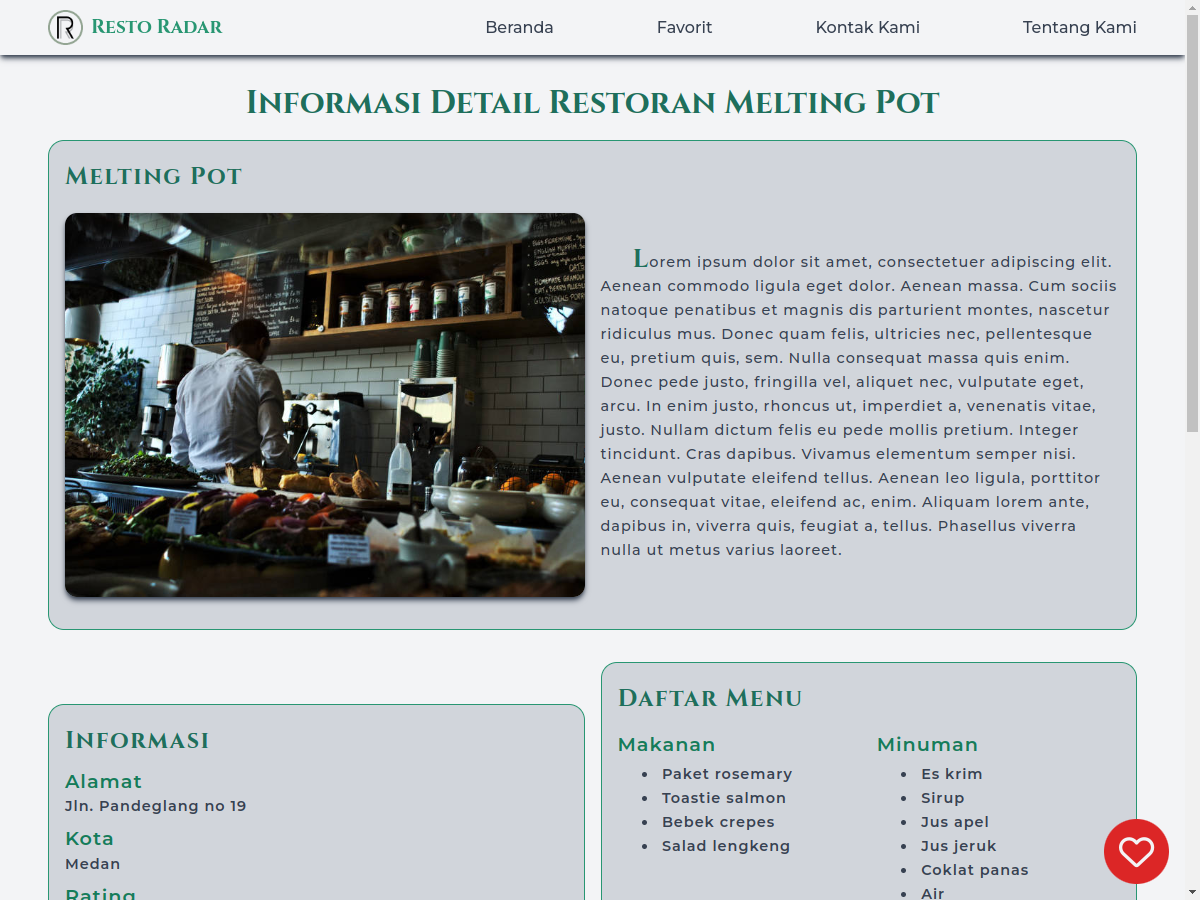 Resto Radar
Beranda
Favorit
Kontak Kami
Tentang Kami
Informasi Detail Restoran Melting Pot
Melting Pot
Lorem ipsum dolor sit amet, consectetuer adipiscing elit.
Aenean commodo ligula eget dolor. Aenean massa. Cum sociis
natoque penatibus et magnis dis parturient montes, nascetur
ridiculus mus. Donec quam felis, ultricies nec, pellentesque
eu, pretium quis, sem. Nulla consequat massa quis enim.
Donec pede justo, fringilla vel, aliquet nec, vulputate eget,
arcu. In enim justo, rhoncus ut, imperdiet a, venenatis vitae,
justo. Nullam dictum felis eu pede mollis pretium. Integer
tincidunt. Cras dapibus. Vivamus elementum semper nisi.
Aenean vulputate eleifend tellus. Aenean leo ligula, porttitor
eu, consequat vitae, eleifend ac, enim. Aliquam lorem ante,
dapibus in, viverra quis, feugiat a, tellus. Phasellus viverra
nulla ut metus varius laoreet.
Informasi
Alamat
Jln. Pandeglang no 19
Kota
Medan
Rating
Daftar Menu
Makanan
Paket rosemary
Toastie salmon
Bebek crepes
Salad lengkeng
Minuman
Es krim
Sirup
Jus apel
Jus jeruk
Coklat panas
Air